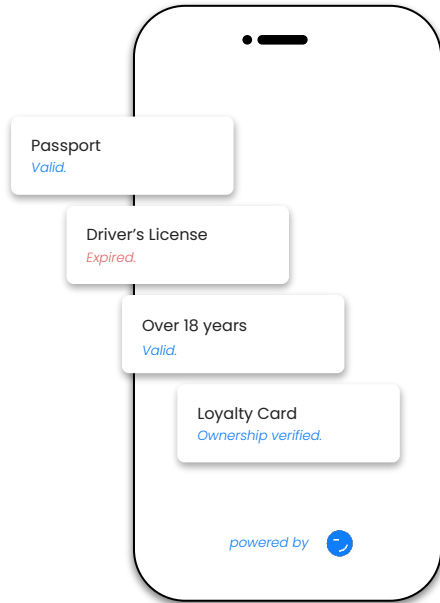 Passport
Valid.
Driver’s License
Expired.
Over 18 years
Valid.
Loyalty Card
Ownership verified.
powered by